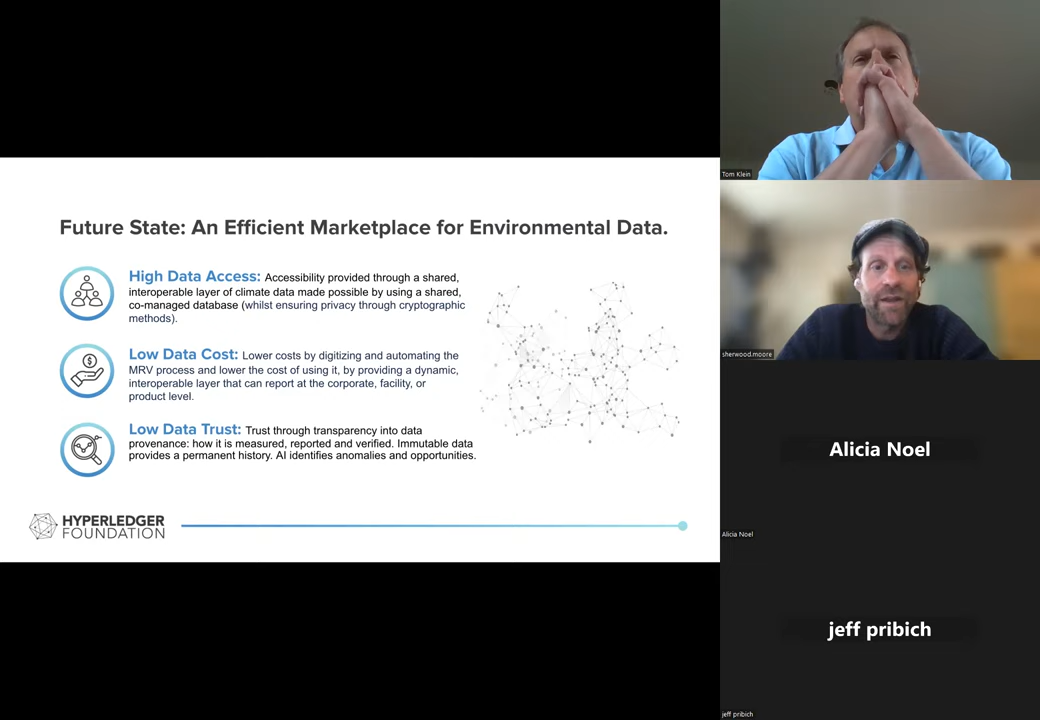 Future State: An Efficient Marketplace for Environmental Data.
High Data Access: Accessibility provided through a shared,
interoperable layer of climate data made possible by using a shared,
co-managed database (whilst ensuring privacy through cryptographic
methods).
Low Data Cost: Lower costs by digitizing and automating the
MRV process and lower the cost of using it, by providing a dynamic,
interoperable layer that can report at the corporate, facility, or
product level.
Low Data Trust: Trust through transparency into data
provenance: how it is measured, reported and verified. Immutable data
provides a permanent history. AI identifies anomalies and opportunities.
HYPERLEDGER
FOUNDATION
Tom Klein
sherwood.moore
Alicia Noel
Alicia Noel
jeff pribich
jeff pribich